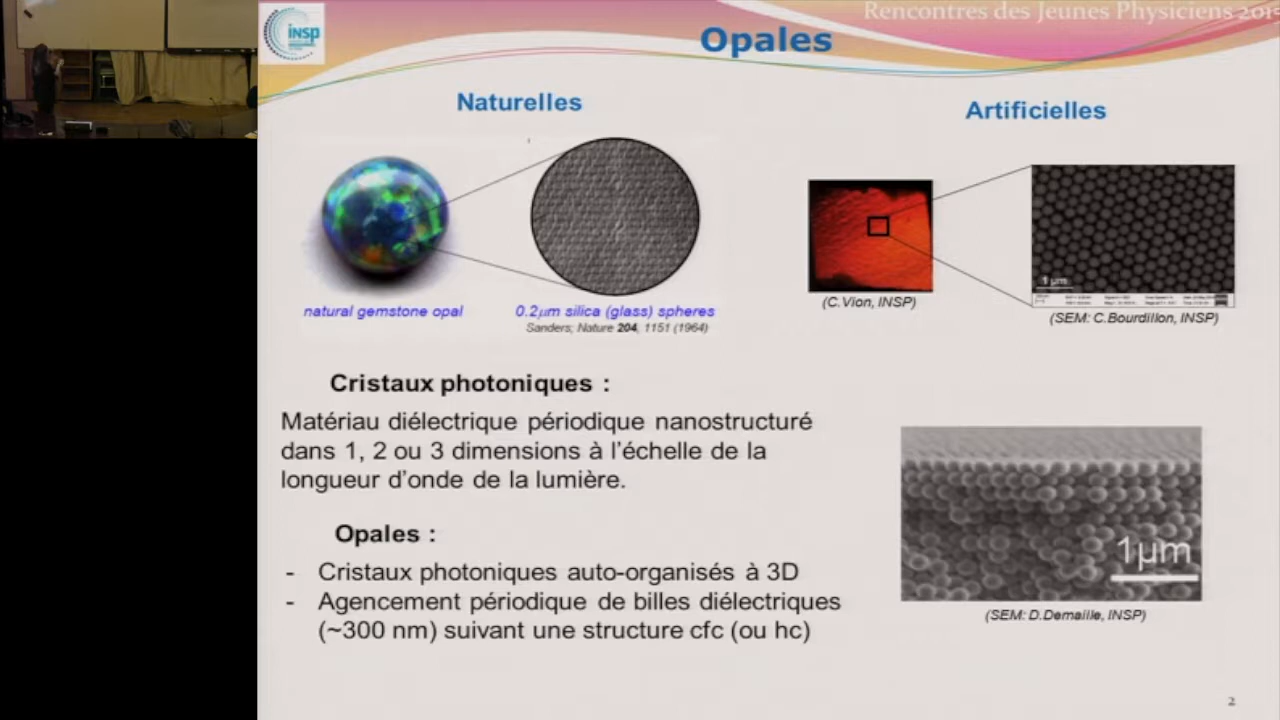 Rencontres des Jeunes Physiciens 201
insp
Opales
Naturelles
Artificielles
natural gemstone opal
0.2µm silica (glass) spheres
Sanders; Nature 204, 1151 (1964)
(C.Vion, INSP)
1 µm
(SEM: C.Bourdillon, INSP)
Cristaux photoniques :
Matériau diélectrique périodique nanostructuré
dans 1, 2 ou 3 dimensions à l'échelle de la
longueur d'onde de la lumière.
Opales :
- Cristaux photoniques auto-organisés à 3D
- Agencement périodique de billes diélectriques
(~300 nm) suivant une structure cfc (ou hc)
1µm
(SEM: D.Demaille, INSP)
2